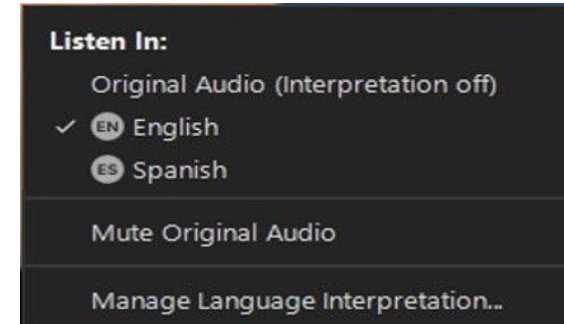 Listen In:
Original Audio (Interpretation off)
✓ EN English
ES Spanish
Mute Original Audio
Manage Language Interpretation...